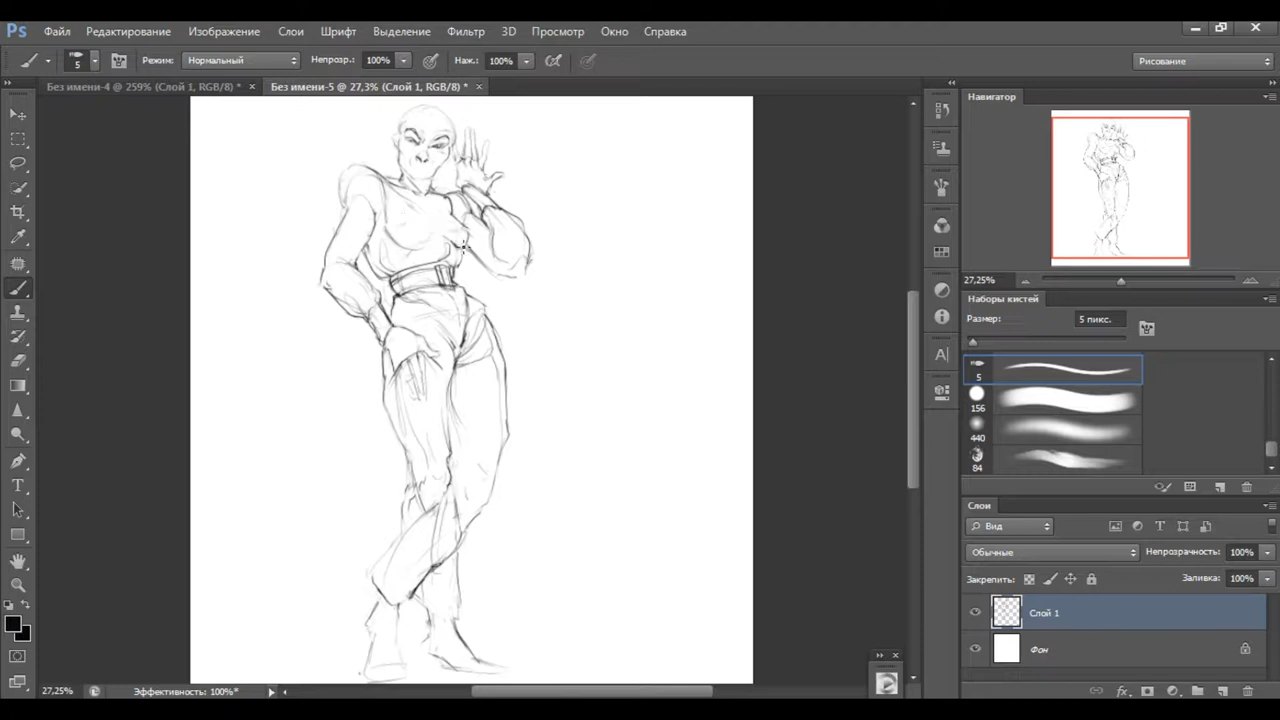 Ps Файл Редактирование Изображение Слои Шрифт Выделение Фильтр 3D Просмотр Окно Справка
5 Режим: Нормальный Непрозр.: 100% Наж.: 100% Рисование
Без имени-4 @ 259% (Слой 1, RGB/8) * × Без имени-5 @ 27,3% (Слой 1, RGB/8) * ×
Навигатор
27,25%
Наборы кистей
Размер: 5 пикс.
5
156
440
84
Слои
Вид
Обычные Непрозрачность: 100%
Закрепить: Заливка: 100%
Слой 1
Фон
27,25% Эффективность: 100%*